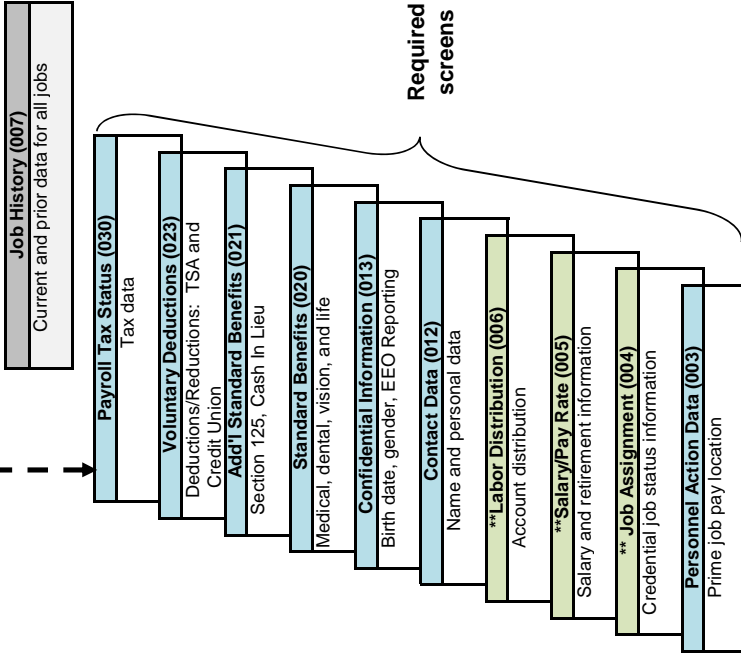 Job History (007)
Current and prior data for all jobs
Required
screens
Payroll Tax Status (030)
Tax data
Voluntary Deductions (023)
Deductions/Reductions:  TSA and
Credit Union
Add'l Standard Benefits (021)
Section 125, Cash In Lieu
Standard Benefits (020)
Medical, dental, vision, and life
Confidential Information (013)
Birth date, gender, EEO Reporting
Contact Data (012)
Name and personal data
**Labor Distribution (006)
Account distribution
**Salary/Pay Rate (005)
Salary and retirement information
** Job Assignment (004)
Credential job status information
Personnel Action Data (003)
Prime job pay location